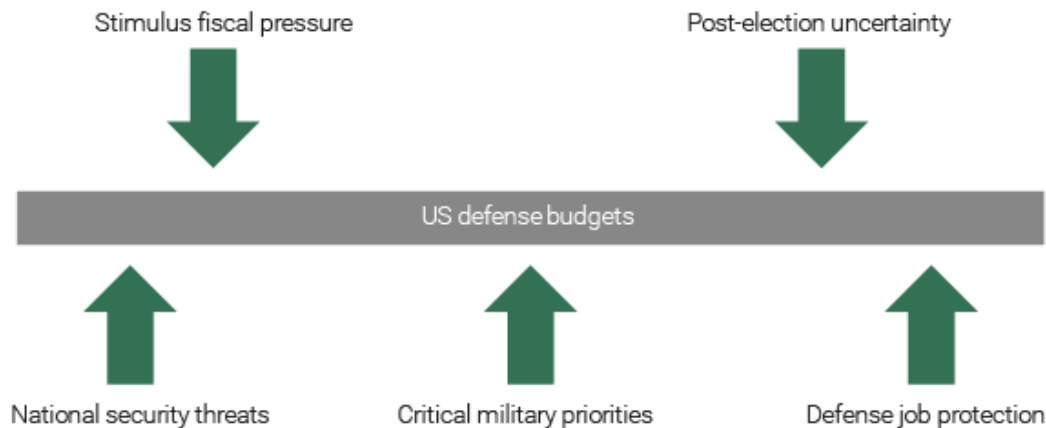 Stimulus fiscal pressure
Post-election uncertainty
US defense budgets
National security threats
Critical military priorities
Defense job protection